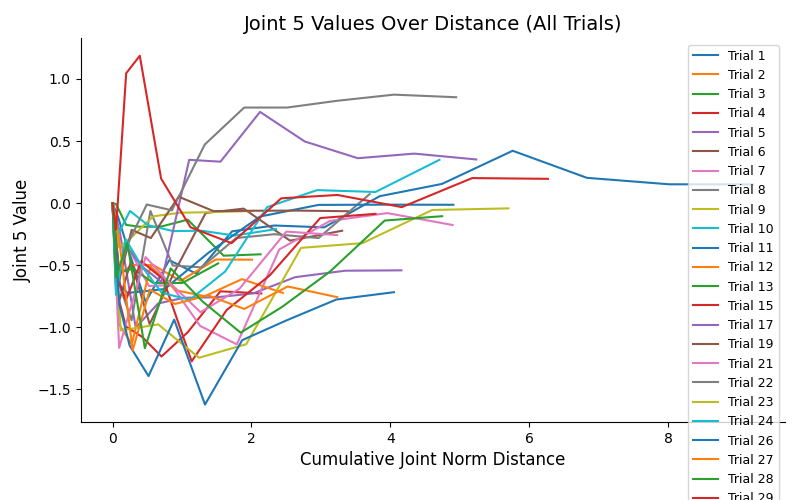 Joint 5 Values Over Distance (All Trials)
Joint 5 Value
1.0
0.5
0.0
−0.5
−1.0
−1.5
0
2
4
6
8
Cumulative Joint Norm Distance
Trial 1
Trial 2
Trial 3
Trial 4
Trial 5
Trial 6
Trial 7
Trial 8
Trial 9
Trial 10
Trial 11
Trial 12
Trial 13
Trial 15
Trial 17
Trial 19
Trial 21
Trial 22
Trial 23
Trial 24
Trial 26
Trial 27
Trial 28
Trial 29